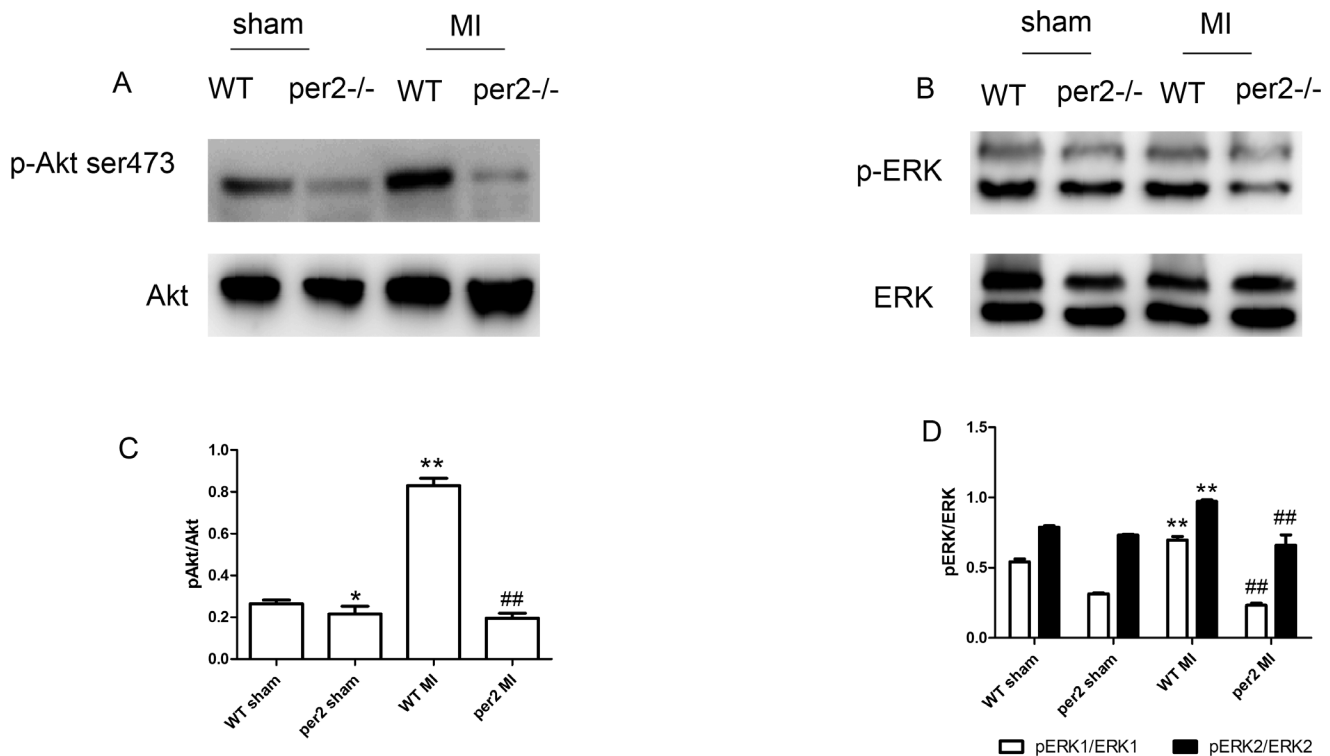 sham MI
A WT per2-/- WT per2-/-
p-Akt ser473
Akt
sham MI
B WT per2-/- WT per2-/-
p-ERK
ERK
C
pAkt/Akt
1.0
0.8
0.6
0.4
0.2
0.0
*
**
##
WT sham
per2 sham
WT MI
per2 MI
D
pERK/ERK
1.5
1.0
0.5
0.0
**
**
##
##
WT sham
per2 sham
WT MI
per2 MI
pERK1/ERK1 pERK2/ERK2